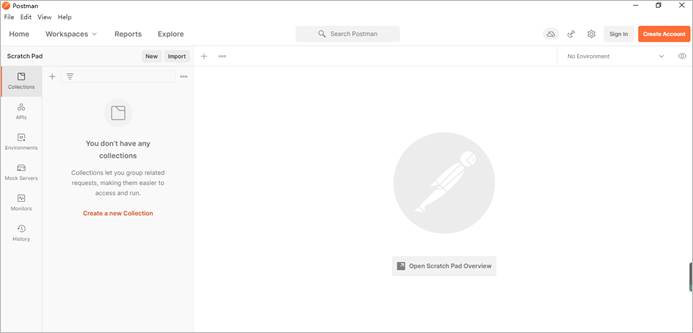 Postman
File Edit View Help
Home Workspaces Reports Explore
Search Postman
Sign In
Create Account
Scratch Pad
New
Import
No Environment
Collections
APIs
Environments
Mock Servers
Monitors
History
You don't have any
collections
Collections let you group related
requests, making them easier to
access and run.
Create a new Collection
Open Scratch Pad Overview